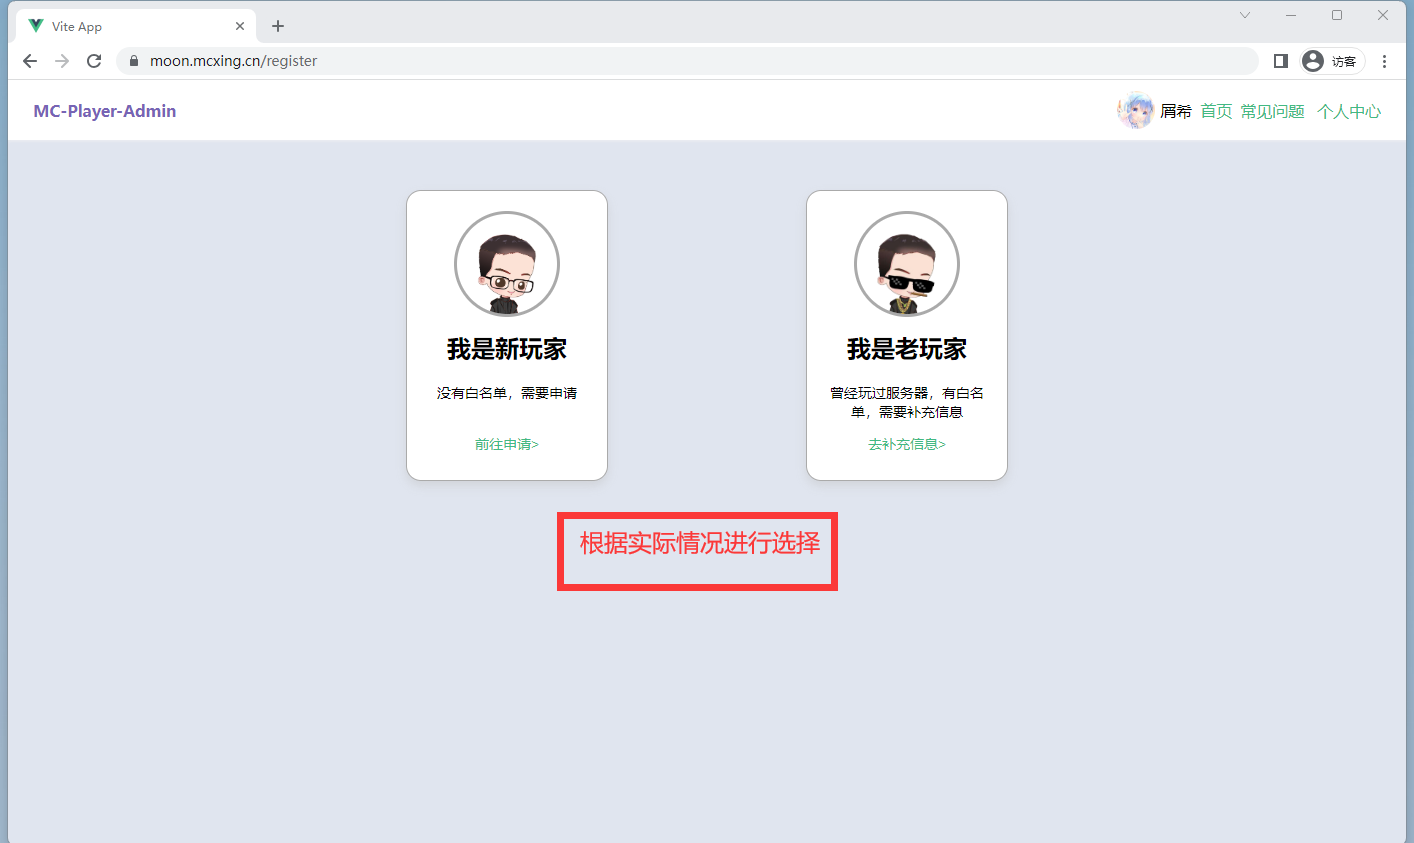 Vite App
moon.mcxing.cn/register
访客
MC-Player-Admin
屑希 首页 常见问题 个人中心
我是新玩家
没有白名单，需要申请
前往申请>
我是老玩家
曾经玩过服务器，有白名
单，需要补充信息
去补充信息>
根据实际情况进行选择